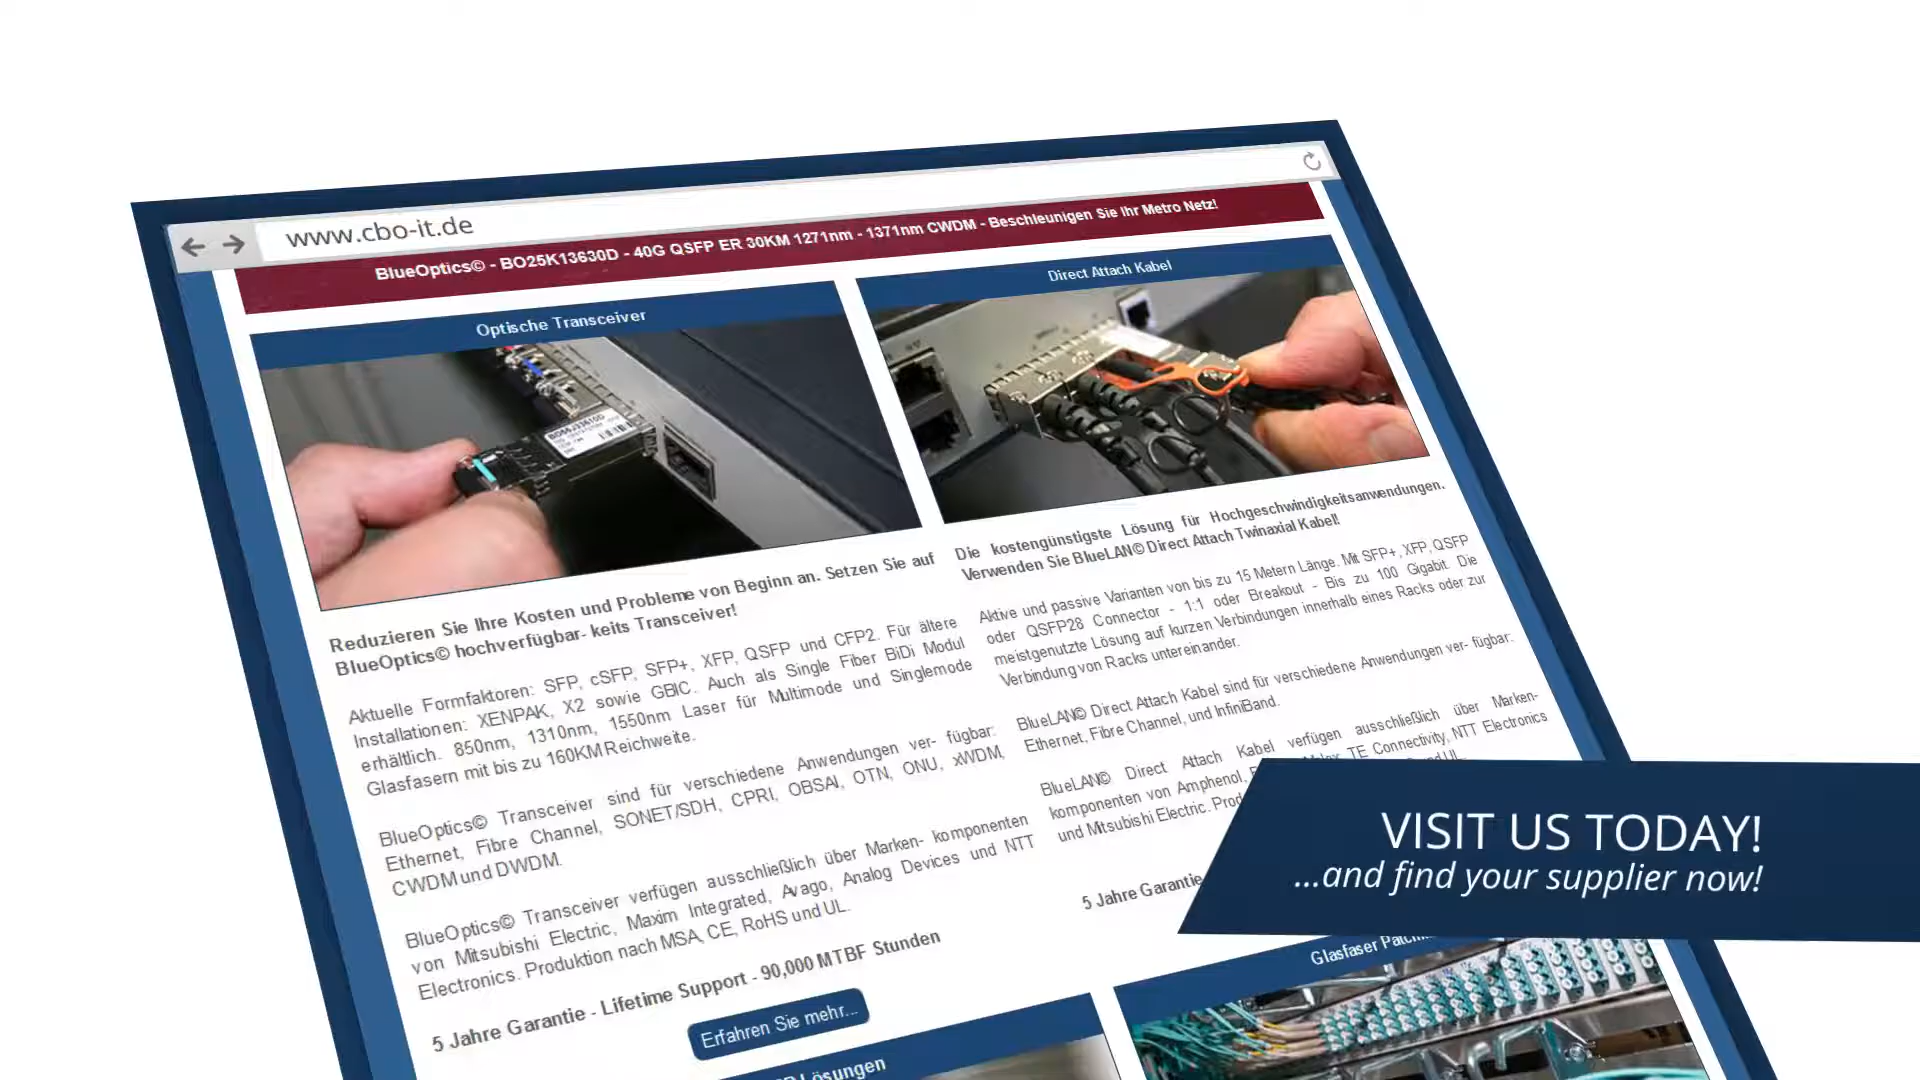 www.cbo-it.de
BlueOptics© - BO25K13630D - 40G QSFP ER 30KM 1271nm - 1371nm CWDM - Beschleunigen Sie Ihr Metro Netz!
Optische Transceiver
Reduzieren Sie Ihre Kosten und Probleme von Beginn an. Setzen Sie auf
BlueOptics© hochverfügbar- keits Transceiver!
Aktuelle Formfaktoren: SFP, cSFP, SFP+, XFP, QSFP und CFP2. Für ältere
Installationen: XENPAK, X2 sowie GBIC. Auch als Single Fiber BiDi Modul
erhältlich. 850nm, 1310nm, 1550nm Laser für Multimode und Singlemode
Glasfasern mit bis zu 160KM Reichweite.
BlueOptics© Transceiver sind für verschiedene Anwendungen ver- fügbar:
Ethernet, Fibre Channel, SONET/SDH, CPRI, OBSAI, OTN, ONU, xWDM,
CWDM und DWDM.
BlueOptics© Transceiver verfügen ausschließlich über Marken- komponenten
von Mitsubishi Electric, Maxim Integrated, Avago, Analog Devices und NTT
Electronics. Produktion nach MSA, CE, RoHS und UL.
5 Jahre Garantie - Lifetime Support - 90,000 MTBF Stunden
Erfahren Sie mehr...
Lösungen
Direct Attach Kabel
Die kostengünstigste Lösung für Hochgeschwindigkeitsanwendungen.
Verwenden Sie BlueLAN© Direct Attach Twinaxial Kabel!
Aktive und passive Varianten von bis zu 15 Metern Länge. Mit SFP+, XFP, QSFP
oder QSFP28 Connector - 1:1 oder Breakout - Bis zu 100 Gigabit. Die
meistgenutzte Lösung auf kurzen Verbindungen innerhalb eines Racks oder zur
Verbindung von Racks untereinander.
BlueLAN© Direct Attach Kabel sind für verschiedene Anwendungen ver- fügbar:
Ethernet, Fibre Channel, und InfiniBand.
BlueLAN© Direct Attach Kabel verfügen ausschließlich über Marken-
komponenten von Amphenol, TE Connectivity, NTT Electronics
und Mitsubishi Electric.
5 Jahre Garantie
Glasfaser
VISIT US TODAY!
...and find your supplier now!